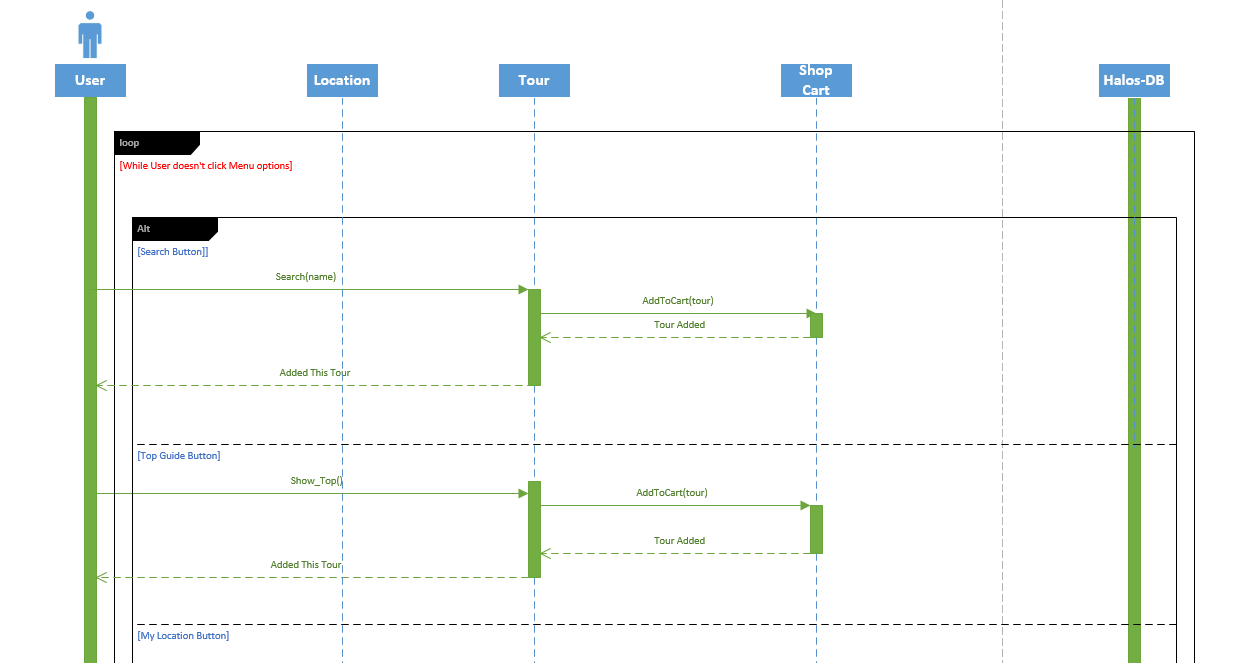 User
Location
Tour
Shop
Cart
Halos-DB
loop
[While User doesn't click Menu options]
Alt
[Search Button]]
Search(name)
AddToCart(tour)
Tour Added
Added This Tour
[Top Guide Button]
Show_Top()
AddToCart(tour)
Tour Added
Added This Tour
[My Location Button]